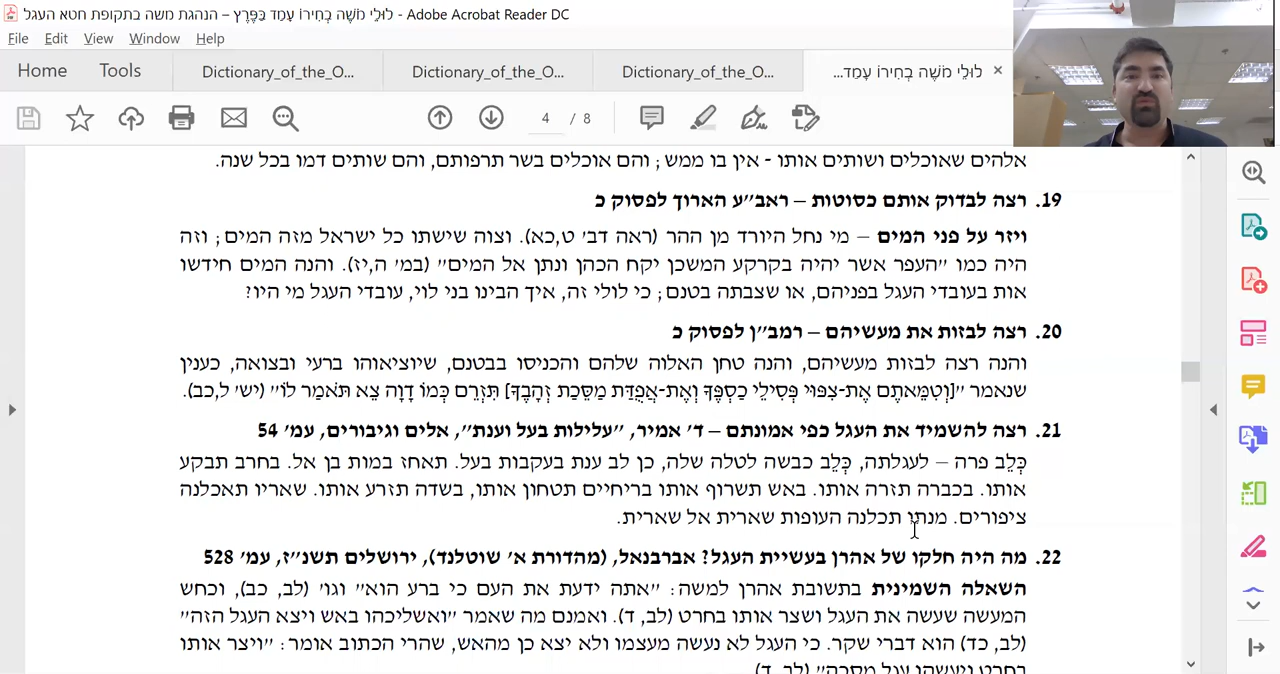 לוּלֵי מֹשֶׁה בְחִירוֹ עָמַד בַּפֶּרֶץ – הנהגת משה בתקופת חטא העגל - Adobe Acrobat Reader DC
File Edit View Window Help
Home Tools Dictionary_of_the_O... Dictionary_of_the_O... Dictionary_of_the_O... לוּלֵי מֹשֶׁה בְחִירוֹ עָמַד...
4 / 8
אלהים שאוכלים ושותים אותו - אין בו ממש; והם אוכלים בשר תרפותם, והם שותים דמו בכל שנה.
19. רצה לבדוק אותם כסוטות – ראב״ע הארוך לפסוק כ
ויזר על פני המים – מי נחל היורד מן ההר (ראה דב׳ ט,כא). וצוה שישתו כל ישראל מזה המים; וזה
היה כמו ״העפר אשר יהיה בקרקע המשכן יקח הכהן ונתן אל המים״ (במ׳ ה,יז). והנה המים חידשו
אות בעובדי העגל בפניהם, או שצבתה בטנם; כי לולי זה, איך הבינו בני לוי, עובדי העגל מי היו?
20. רצה לבזות את מעשיהם – רמב״ן לפסוק כ
והנה רצה לבזות מעשיהם, והנה טחן האלוה שלהם והכניסו בבטנם, שיוציאוהו ברעי ובצואה, כענין
שנאמר ״[וְטִמֵּאתֶם אֶת-צִפּוּי פְּסִילֵי כַסְפֶּךָ וְאֶת-אֲפֻדַּת מַסֵּכַת זְהָבֶךָ] תִּזְרֵם כְּמוֹ דָוָה צֵא תֹּאמַר לוֹ״ (יש׳ ל,כב).
21. רצה להשמיד את העגל כפי אמונתם – ד׳ אמיר, ״עלילות בעל וענת״, אלים וגיבורים, עמ׳ 54
כְּלֵב פרה – לעגלתה, כְּלֵב כבשה לטלה שלה, כן לב ענת בעקבות בעל. תאחז במות בן אל. בחרב תבקע
אותו. בכברה תזרה אותו. באש תשרוף אותו בריחיים תטחון אותו, בשדה תזרע אותו. שאריו תאכלנה
ציפורים. מנתו תכלנה העופות שארית אל שארית.
22. מה היה חלקו של אהרן בעשיית העגל? אברבנאל, (מהדורת א׳ שוטלנד), ירושלים תשנ״ז, עמ׳ 528
השאלה השמינית בתשובת אהרן למשה: ״אתה ידעת את העם כי ברע הוא״ וגו׳ (לב, כב), וכחש
המעשה שעשה את העגל ושצר אותו בחרט (לב, ד). ואמנם מה שאמר ״ואשליכהו באש ויצא העגל הזה״
(לב, כד) הוא דברי שקר. כי העגל לא נעשה מעצמו ולא יצא כן מהאש, שהרי הכתוב אומר: ״ויצר אותו
בחרט ויעשהו עגל מסכה״ (לב, ד).